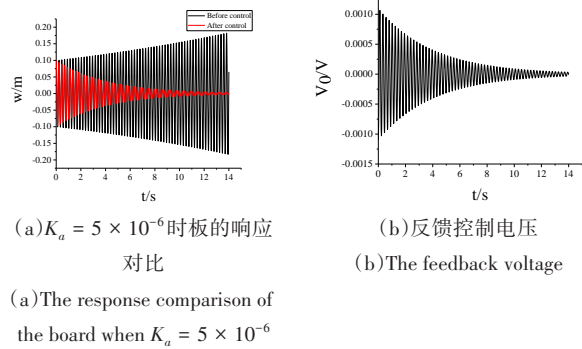 Before control
After control
0.20
0.15
0.10
0.05
0.00
-0.05
-0.10
-0.15
-0.20
w/m
0 2 4 6 8 10 12 14
t/s
(a)Kₐ = 5 × 10⁻⁶时板的响应
对比
(a)The response comparison of
the board when Kₐ = 5 × 10⁻⁶
0.0010
0.0005
0.0000
-0.0005
-0.0010
-0.0015
V0/V
0 2 4 6 8 10 12 14
t/s
(b)反馈控制电压
(b)The feedback voltage